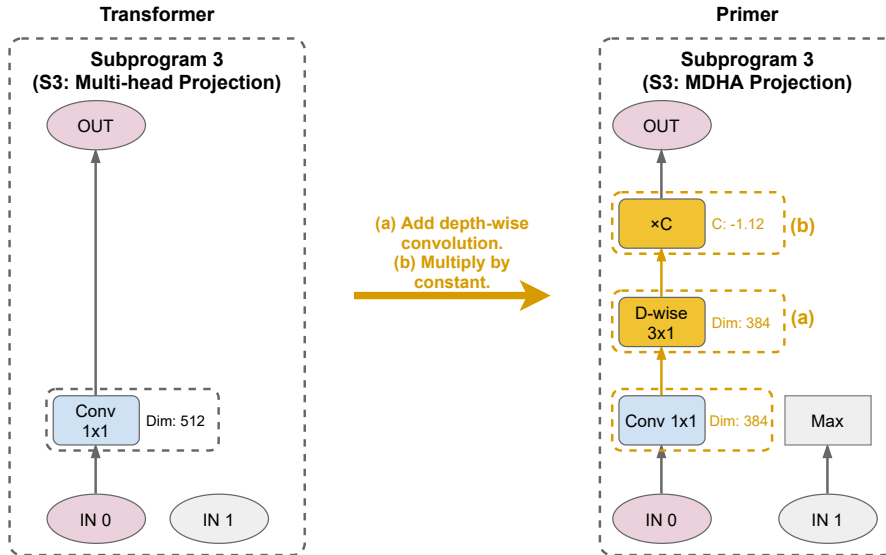 Transformer
Subprogram 3
(S3: Multi-head Projection)
OUT
Conv
1x1
Dim: 512
IN 0
IN 1
(a) Add depth-wise
convolution.
(b) Multiply by
constant.
Primer
Subprogram 3
(S3: MDHA Projection)
OUT
×C
C: -1.12
(b)
D-wise
3x1
Dim: 384
(a)
Conv 1x1
Dim: 384
Max
IN 0
IN 1